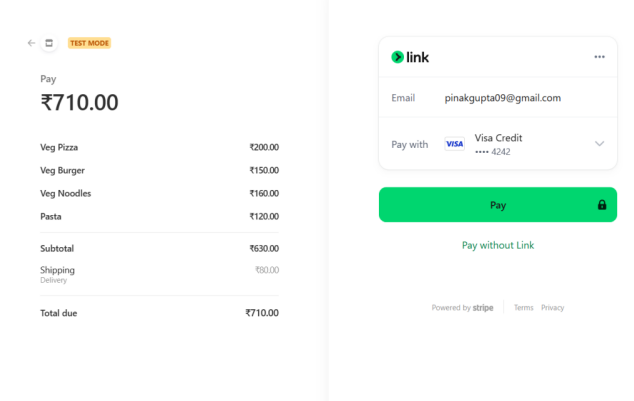 TEST MODE
Pay
₹710.00
Veg Pizza ₹200.00
Veg Burger ₹150.00
Veg Noodles ₹160.00
Pasta ₹120.00
Subtotal ₹630.00
Shipping ₹80.00
Delivery
Total due ₹710.00
link
Email pinakgupta09@gmail.com
Pay with VISA Visa Credit
•••• 4242
Pay
Pay without Link
Powered by stripe Terms Privacy